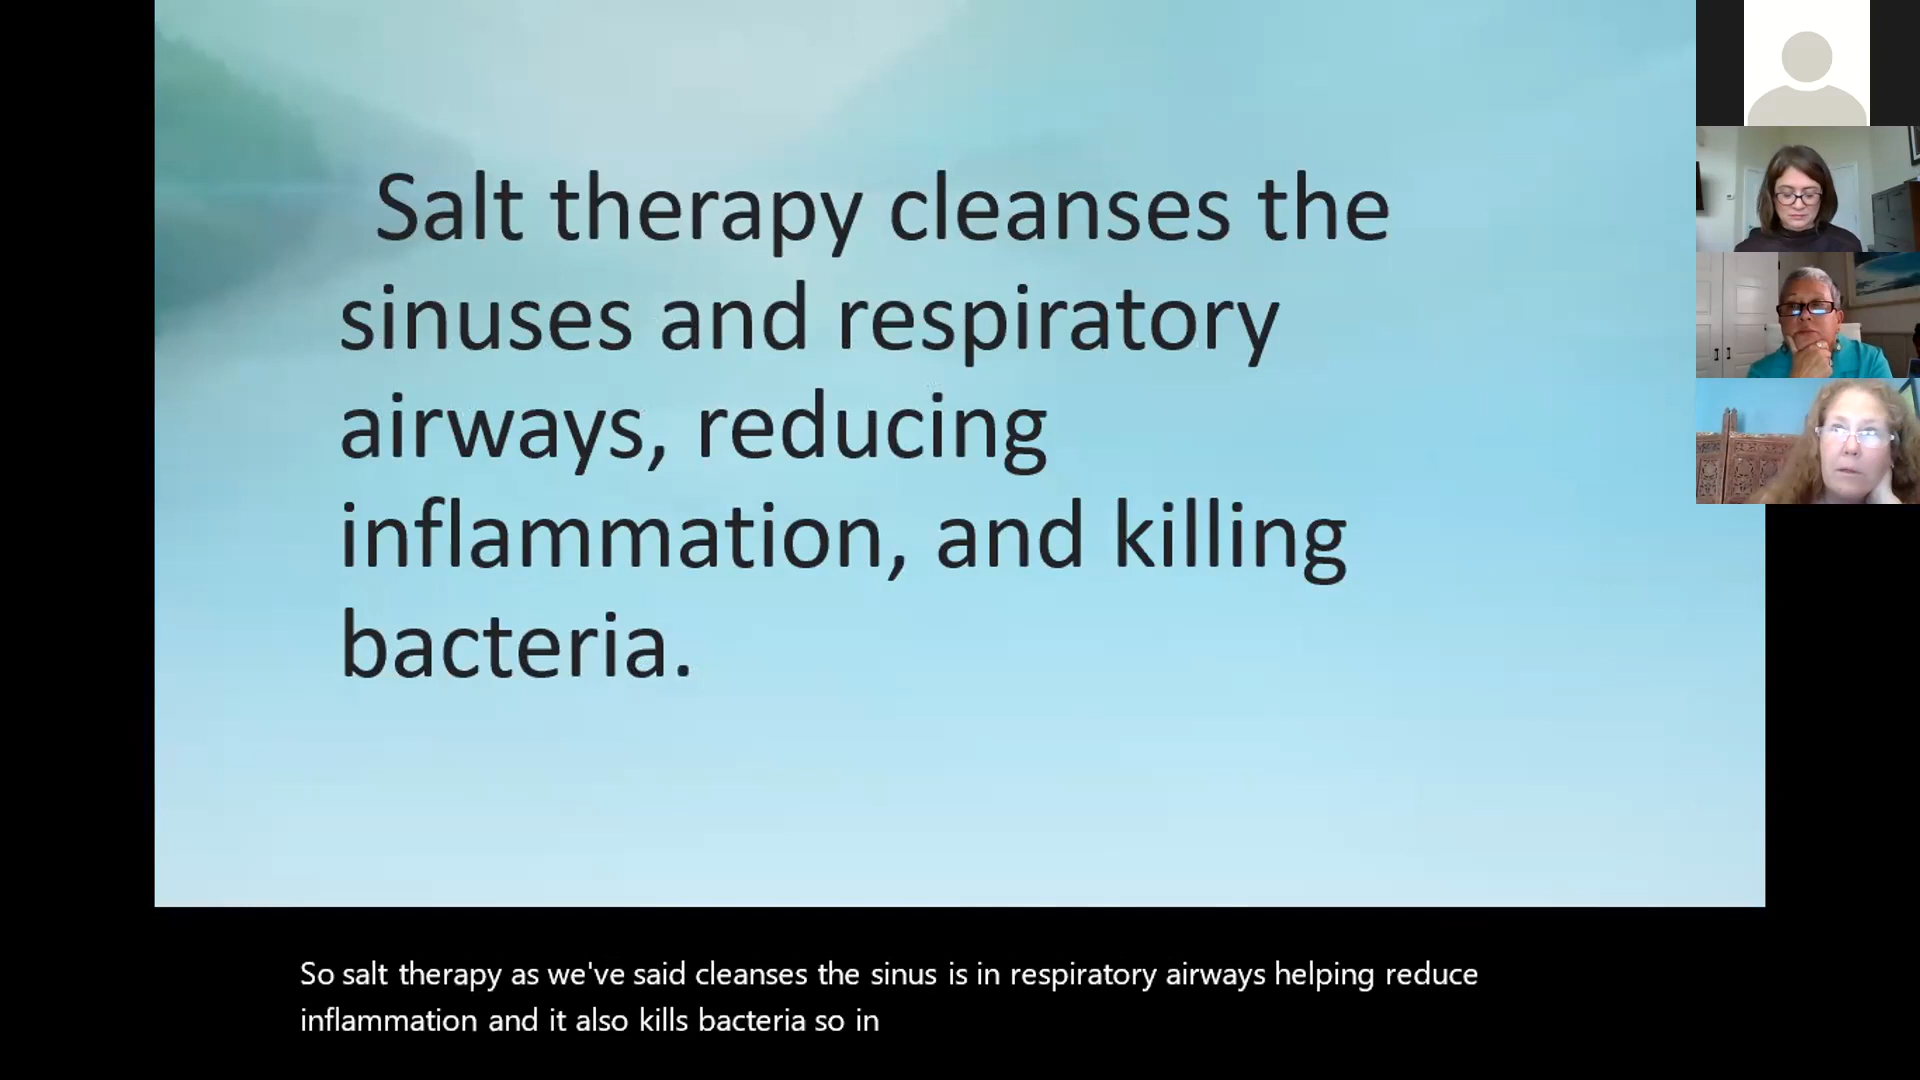 Salt therapy cleanses the
sinuses and respiratory
airways, reducing
inflammation, and killing
bacteria.
So salt therapy as we've said cleanses the sinus is in respiratory airways helping reduce
inflammation and it also kills bacteria so in